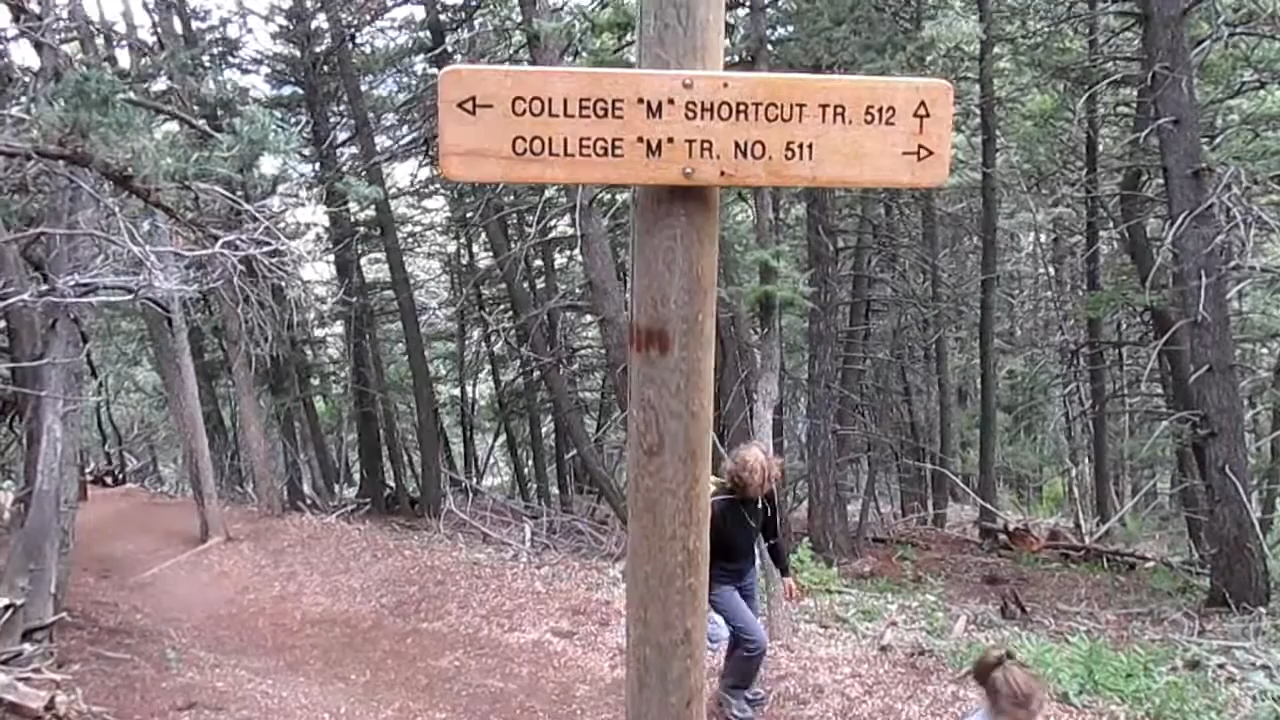 ← COLLEGE "M" SHORTCUT TR. 512 ↑
COLLEGE "M" TR. NO. 511 →